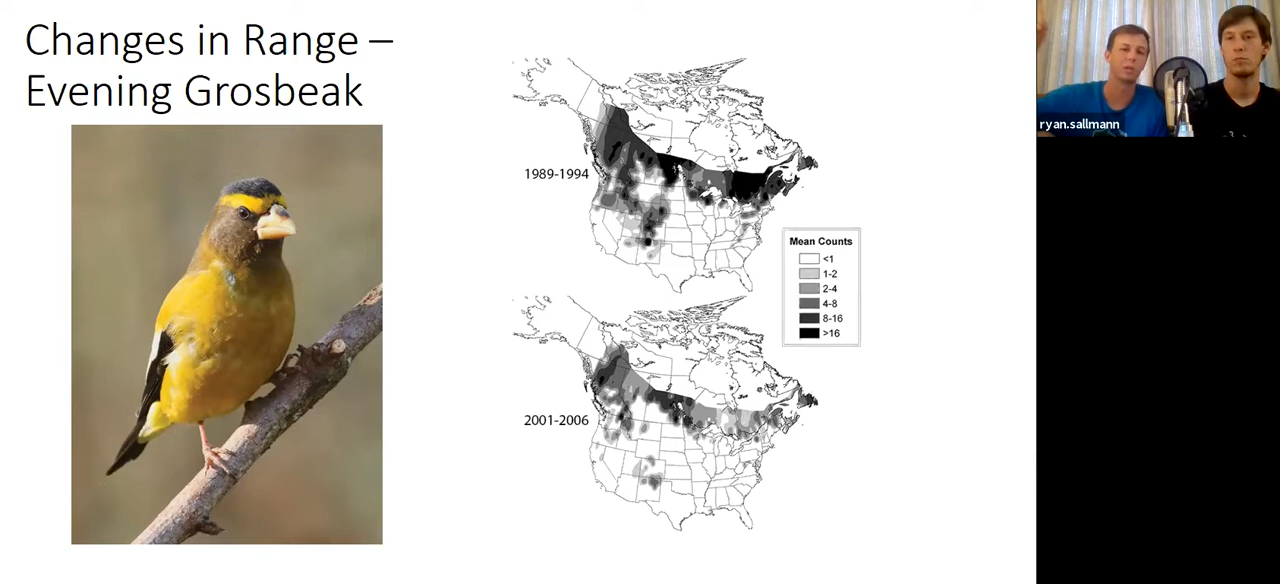 Changes in Range –
Evening Grosbeak
1989-1994
Mean Counts
<1
1-2
2-4
4-8
8-16
>16
2001-2006
ryan.sallmann